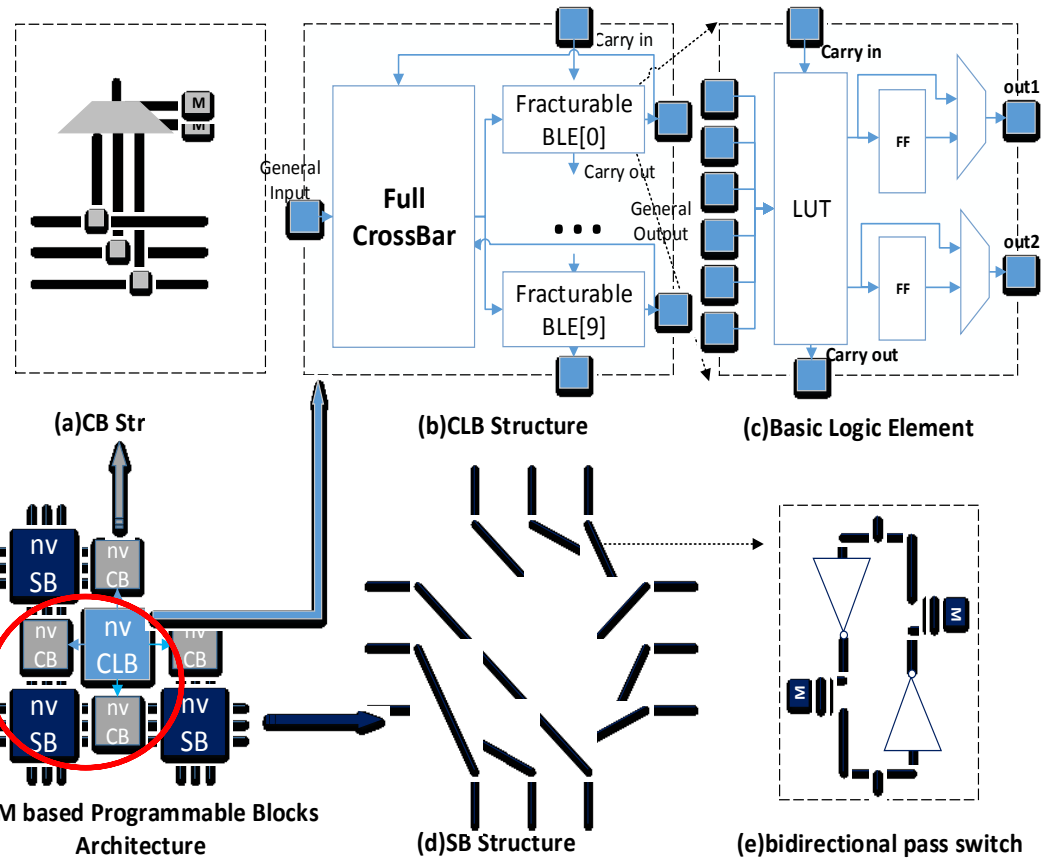 M
M
(a)CB Str
Carry in
General
Input
Full
CrossBar
Fracturable
BLE[0]
Carry out
...
Fracturable
BLE[9]
General
Output
(b)CLB Structure
Carry in
LUT
FF
out1
FF
out2
Carry out
(c)Basic Logic Element
nv
SB
nv
CB
nv
CB
nv
CLB
nv
CB
nv
SB
nv
CB
nv
SB
M based Programmable Blocks
Architecture
(d)SB Structure
M
M
(e)bidirectional pass switch